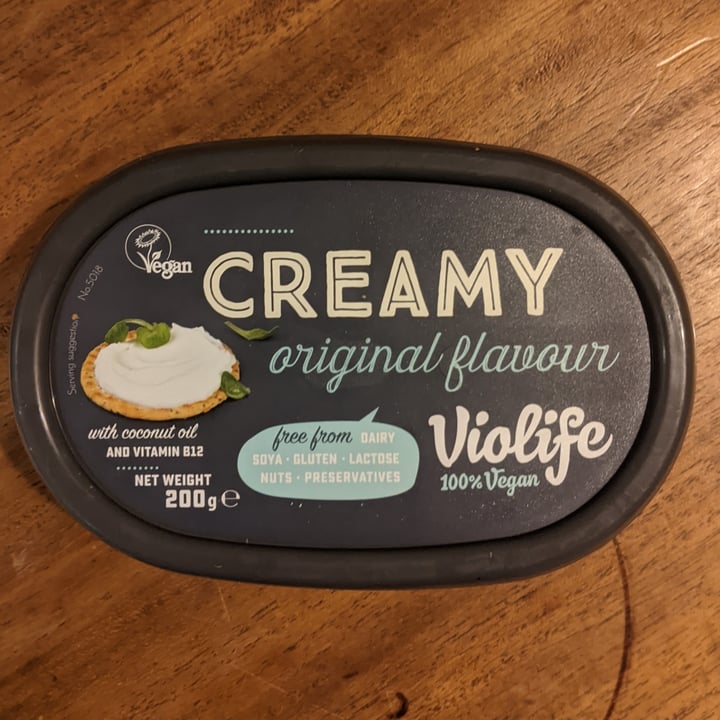 Vegan
No.5018
CREAMY
original flavour
Serving suggestion
with coconut oil
AND VITAMIN B12
NET WEIGHT
200g ℮
free from DAIRY
SOYA · GLUTEN · LACTOSE
NUTS · PRESERVATIVES
Violife
100% Vegan